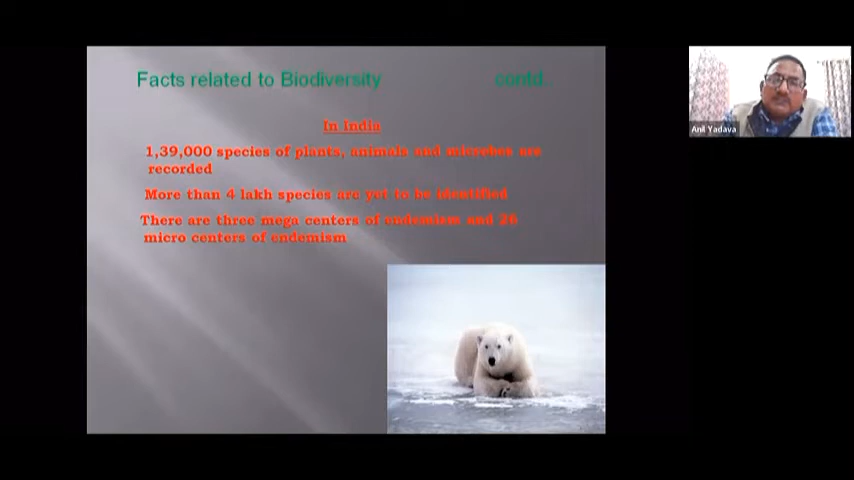 Facts related to Biodiversity contd..
In India
1,39,000 species of plants, animals and microbes are
recorded
More than 4 lakh species are yet to be identified
There are three mega centers of endemism and 26
micro centers of endemism
Anil Yadava